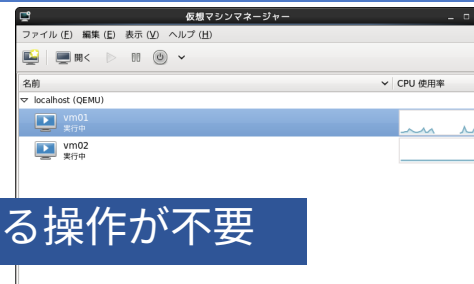 仮想マシンマネージャー
ファイル (F) 編集 (E) 表示 (V) ヘルプ (H)
開く
名前 CPU 使用率
localhost (QEMU)
vm01
実行中
vm02
実行中
る操作が不要